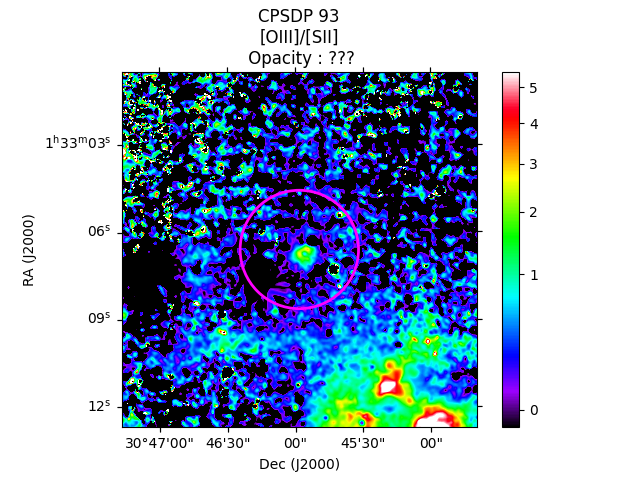 CPSDP 93
[OIII]/[SII]
Opacity : ???
RA (J2000)
1ʰ33ᵐ03ˢ
06ˢ
09ˢ
12ˢ
30°47'00" 46'30" 00" 45'30" 00"
Dec (J2000)
5
4
3
2
1
0